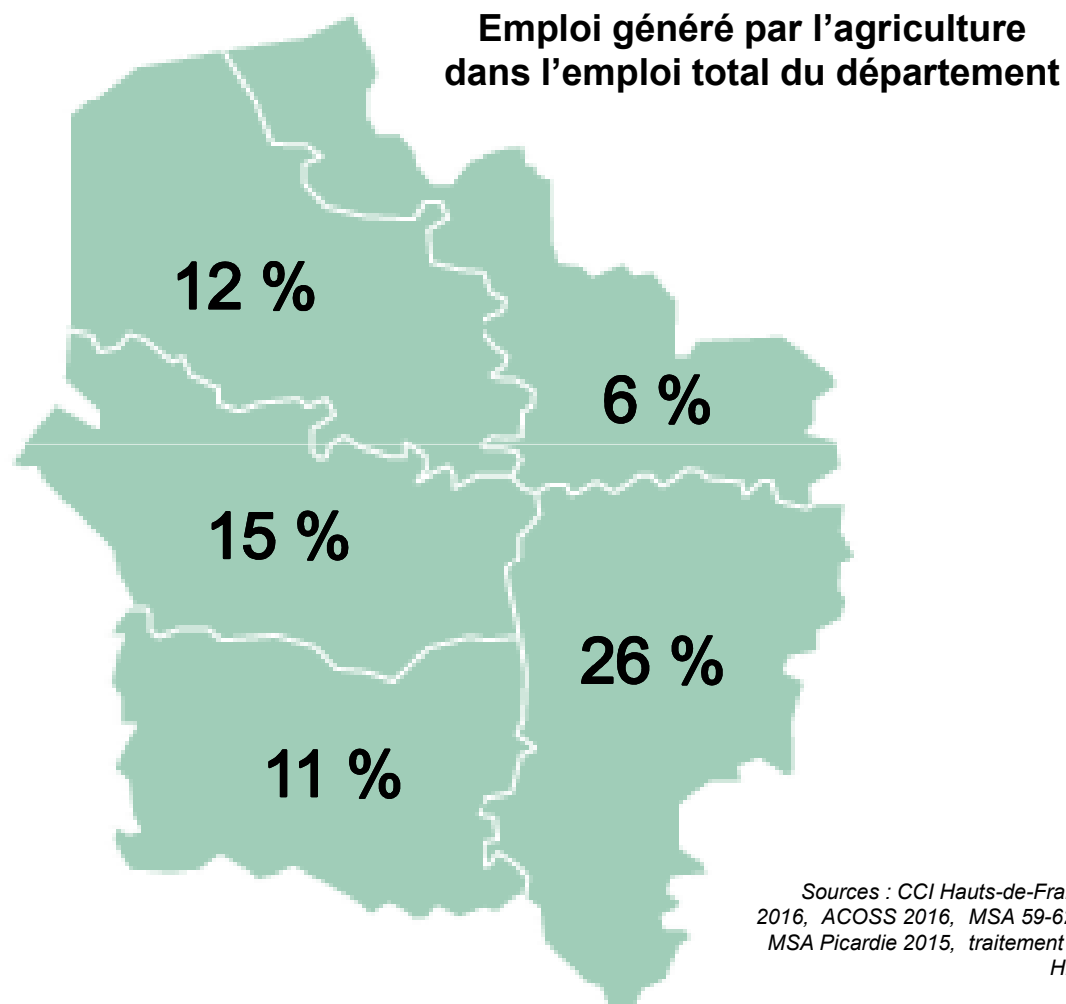 Emploi généré par l’agriculture
dans l’emploi total du département
12 %
6 %
15 %
26 %
11 %
Sources : CCI Hauts-de-Fra
2016, ACOSS 2016, MSA 59-6
MSA Picardie 2015, traitement
H